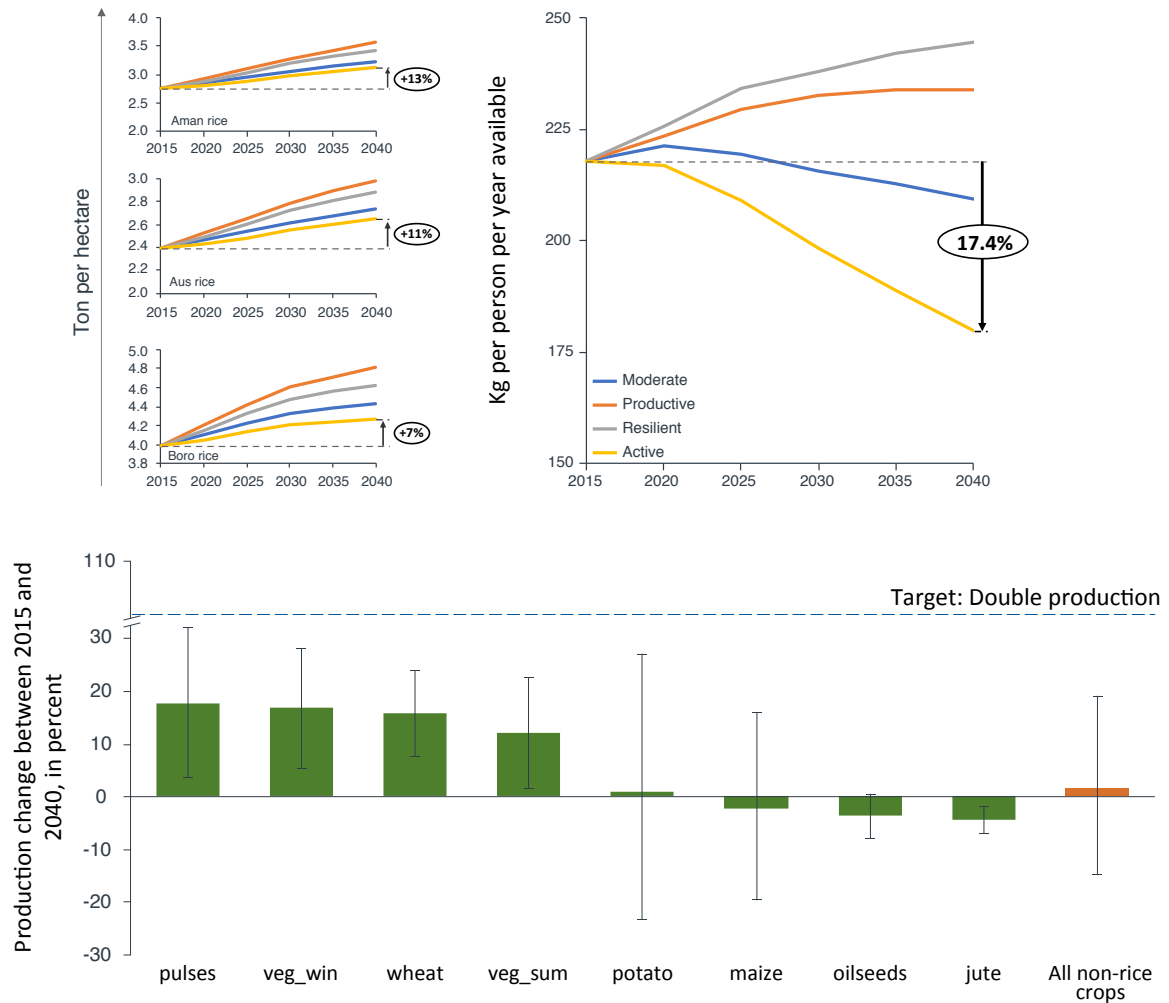 Ton per hectare
4.0
3.5
3.0
2.5
2.0
Aman rice
+13%
2015 2020 2025 2030 2035 2040
3.0
2.8
2.6
2.4
2.2
2.0
Aus rice
+11%
2015 2020 2025 2030 2035 2040
5.0
4.8
4.6
4.4
4.2
4.0
3.8
Boro rice
+7%
2015 2020 2025 2030 2035 2040
Kg per person per year available
250
225
200
175
150
17.4%
Moderate
Productive
Resilient
Active
2015 2020 2025 2030 2035 2040
Production change between 2015 and
2040, in percent
110
30
20
10
0
-10
-20
-30
Target: Double production
pulses veg_win wheat veg_sum potato maize oilseeds jute All non-rice
crops